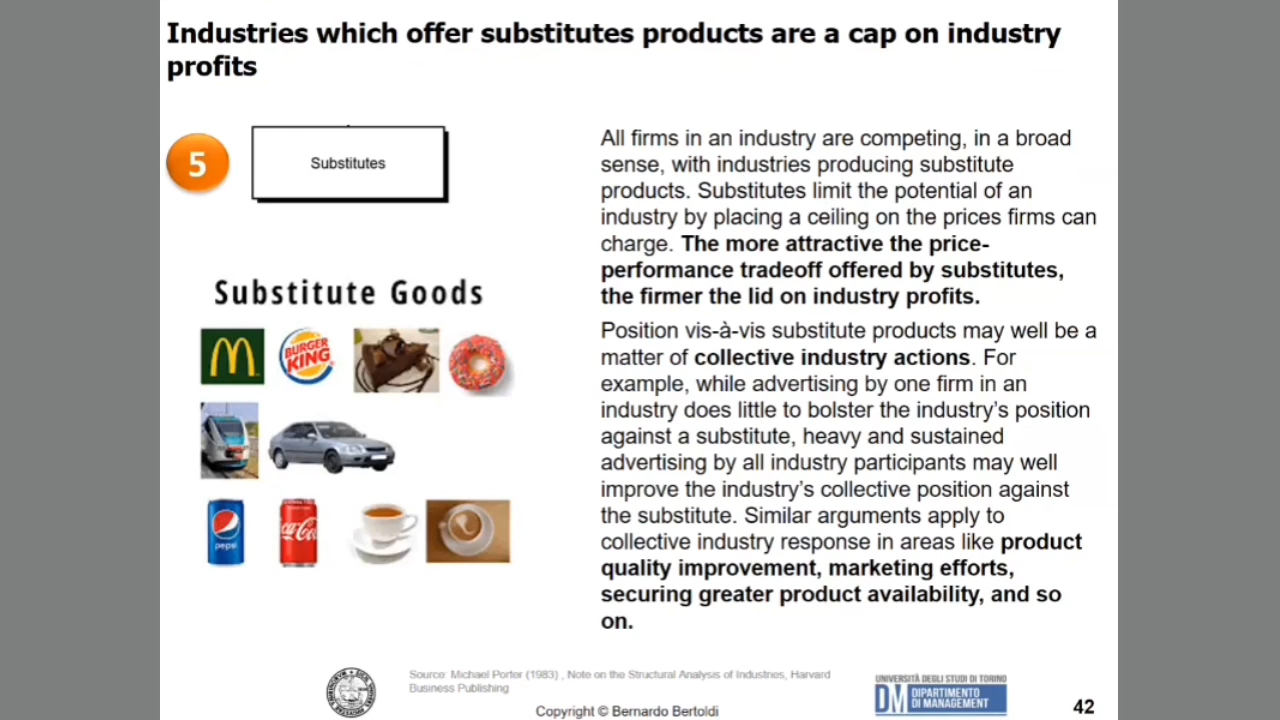 Industries which offer substitutes products are a cap on industry
profits
5
Substitutes
All firms in an industry are competing, in a broad
sense, with industries producing substitute
products. Substitutes limit the potential of an
industry by placing a ceiling on the prices firms can
charge. The more attractive the price-
performance tradeoff offered by substitutes,
the firmer the lid on industry profits.
Position vis-à-vis substitute products may well be a
matter of collective industry actions. For
example, while advertising by one firm in an
industry does little to bolster the industry's position
against a substitute, heavy and sustained
advertising by all industry participants may well
improve the industry's collective position against
the substitute. Similar arguments apply to
collective industry response in areas like product
quality improvement, marketing efforts,
securing greater product availability, and so
on.
Substitute Goods
BURGER
KING
pepsi
Coca-Co
Source: Michael Porter (1983) , Note on the Structural Analysis of Industries, Harvard
Business Publishing
Copyright © Bernardo Bertoldi
UNIVERSITÀ DEGLI STUDI DI TORINO
DM DIPARTIMENTO
DI MANAGEMENT
42